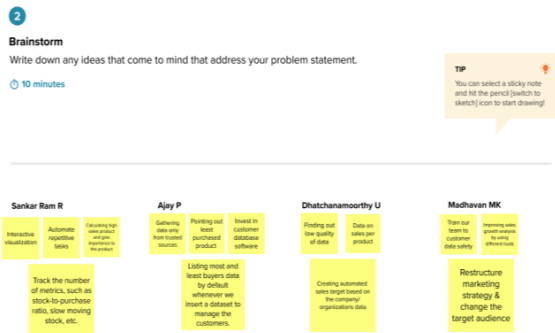 2
Brainstorm
Write down any ideas that come to mind that address your problem statement.
10 minutes
TIP
You can select a sticky note
and hit the pencil [switch to
sketch] icon to start drawing!
Sankar Ram R
Interactive
visualization
Automate
repetitive
tasks
Calculating high
sales product
and give
importance to
the product
Track the number
of metrics, such as
stock-to-purchase
ratio, slow moving
stock, etc.
Ajay P
Gathering
data only
from trusted
sources
Pointing out
least
purchased
product
Invest in
customer
database
software
Listing most and
least buyers data
by default
whenever we
insert a dataset to
manage the
customers.
Dhatchanamoorthy U
Finding out
low quality
of data
Data on
sales per
product
Creating automated
sales target based on
the company/
organizations data
Madhavan MK
Train our
team to
customer
data safety
Improving sales
growth analysis
by using
different tools
Restructure
marketing
strategy &
change the
target audience